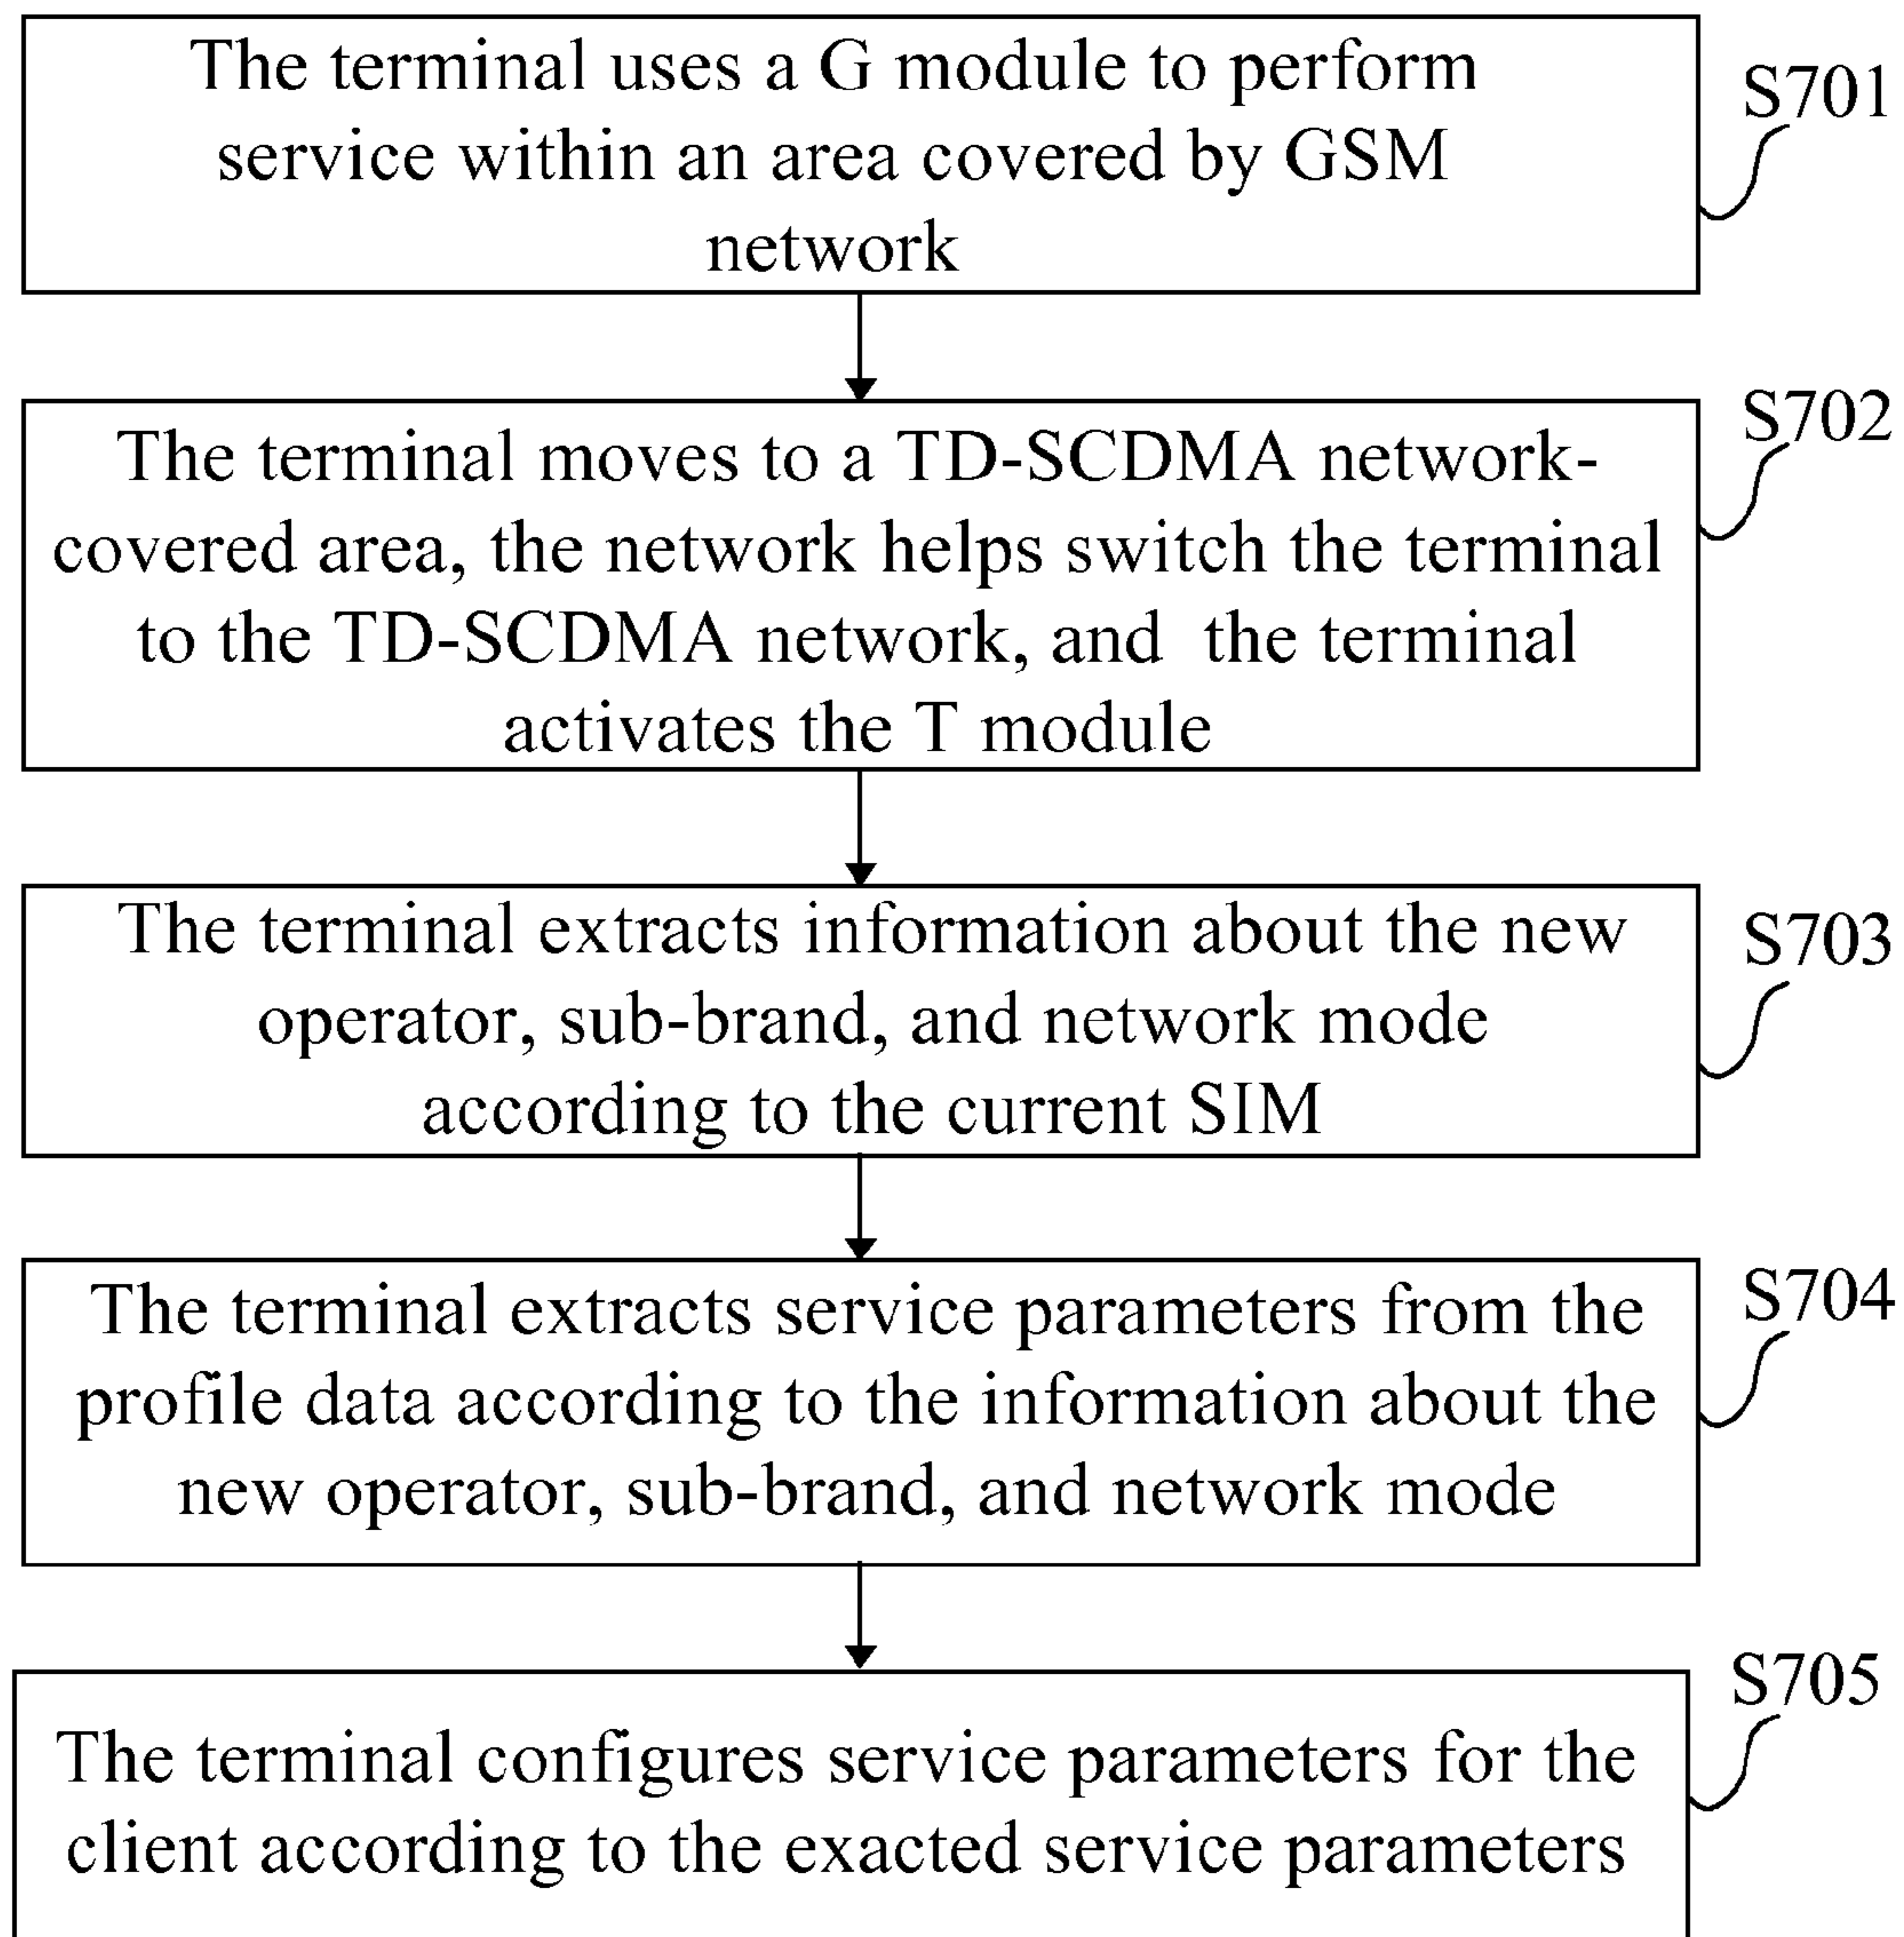 The terminal uses a G module to perform
service within an area covered by GSM
network
S701
The terminal moves to a TD-SCDMA network-
covered area, the network helps switch the terminal
to the TD-SCDMA network, and the terminal
activates the T module
S702
The terminal extracts information about the new
operator, sub-brand, and network mode
according to the current SIM
S703
The terminal extracts service parameters from the
profile data according to the information about the
new operator, sub-brand, and network mode
S704
The terminal configures service parameters for the
client according to the exacted service parameters
S705